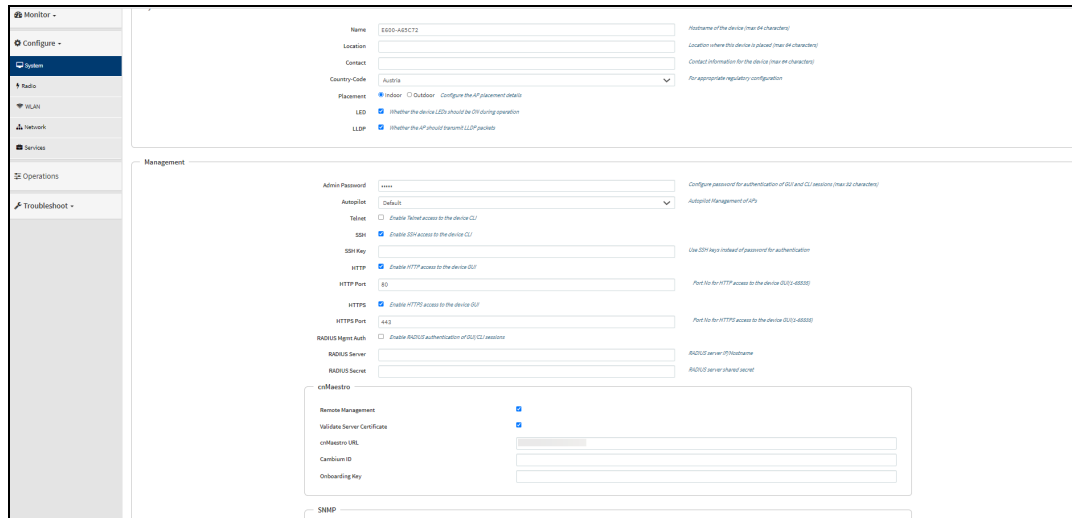 Monitor
Configure
System
Radio
WLAN
Network
Services
Operations
Troubleshoot
Name E600-A85C72 Hostname of the device (max 64 characters)
Location Location where this device is placed (max 64 characters)
Contact Contact information for the device (max 64 characters)
Country-Code Austria For appropriate regulatory configuration
Placement Indoor Outdoor Configure the AP placement details
LED Whether the device LEDs should be ON during operation
LLDP Whether the AP should transmit LLDP packets
Management
Admin Password ••••• Configure password for authentication of GUI and CLI sessions (max 32 characters)
Autopilot Default Autopilot Management of APs
Telnet Enable Telnet access to the device CLI
SSH Enable SSH access to the device CLI
SSH Key Use SSH keys instead of password for authentication
HTTP Enable HTTP access to the device GUI
HTTP Port 80 Port No for HTTP access to the device GUI(1-65535)
HTTPS Enable HTTPS access to the device GUI
HTTPS Port 443 Port No for HTTPS access to the device GUI(1-65535)
RADIUS Mgmt Auth Enable RADIUS authentication of GUI/CLI sessions
RADIUS Server RADIUS server IP/Hostname
RADIUS Secret RADIUS server shared secret
cnMaestro
Remote Management
Validate Server Certificate
cnMaestro URL
Cambium ID
Onboarding Key
SNMP